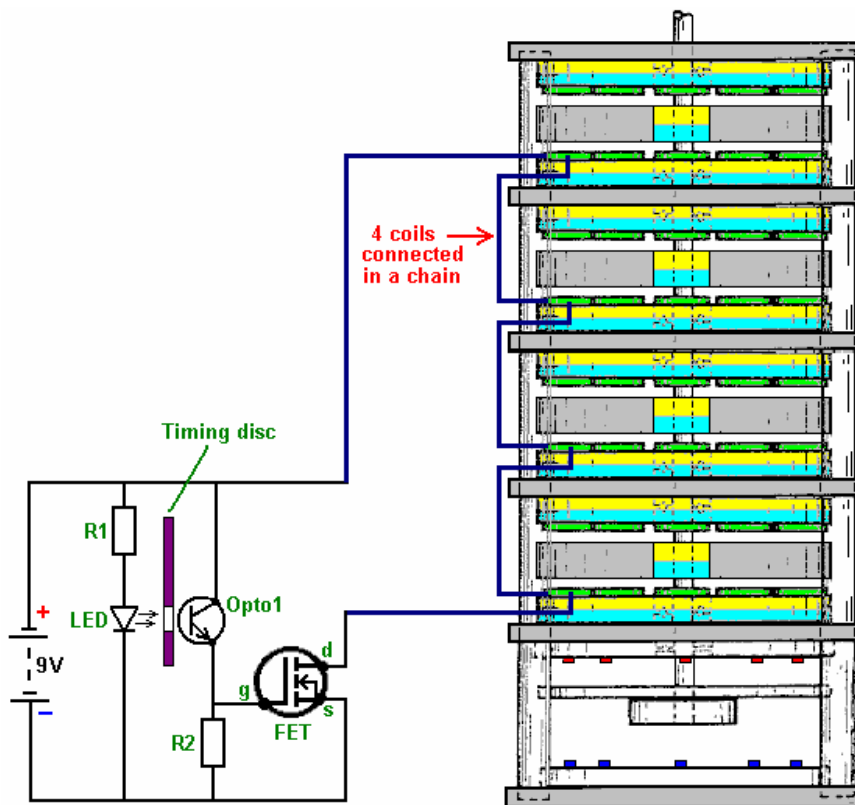 4 coils
connected
in a chain
Timing disc
R1
LED
Opto1
+
9V
–
d
g
s
FET
R2